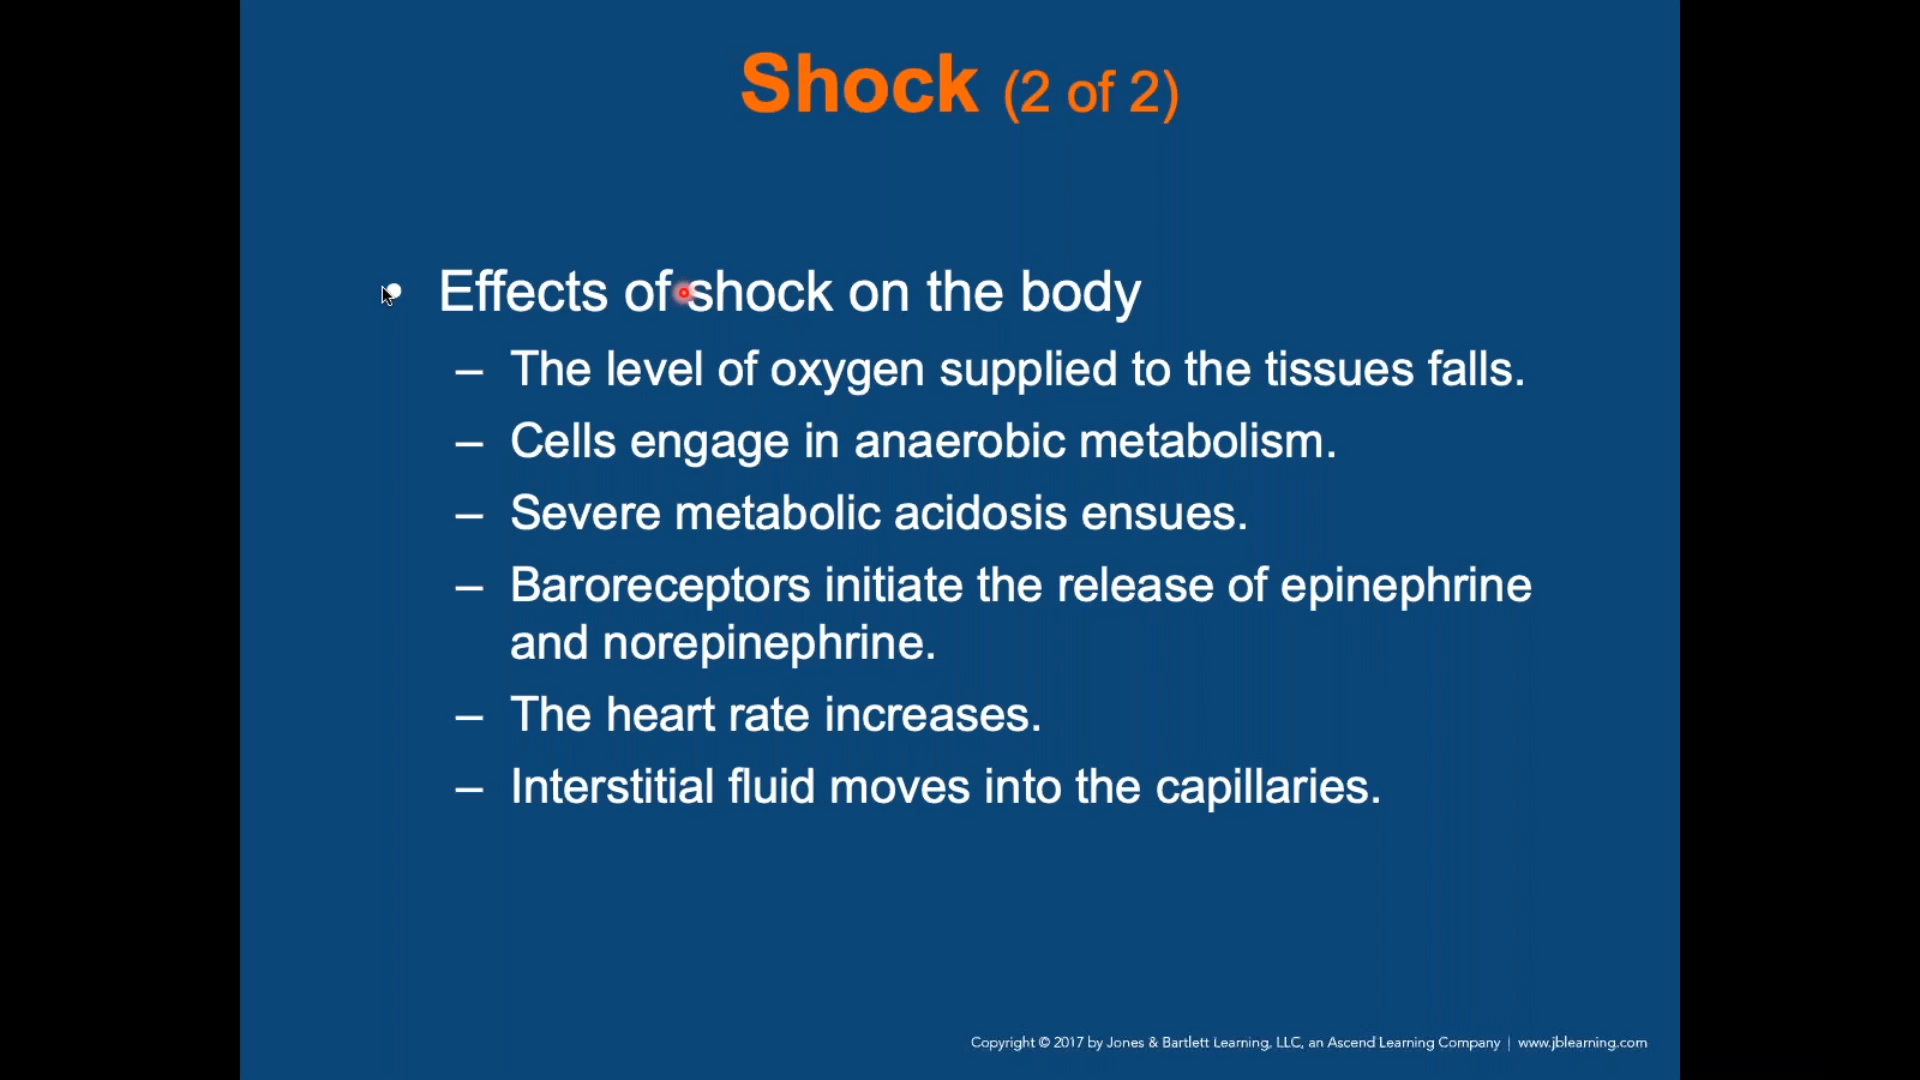 Shock (2 of 2)
• Effects of shock on the body
– The level of oxygen supplied to the tissues falls.
– Cells engage in anaerobic metabolism.
– Severe metabolic acidosis ensues.
– Baroreceptors initiate the release of epinephrine
and norepinephrine.
– The heart rate increases.
– Interstitial fluid moves into the capillaries.
Copyright © 2017 by Jones & Bartlett Learning, LLC, an Ascend Learning Company | www.jblearning.com